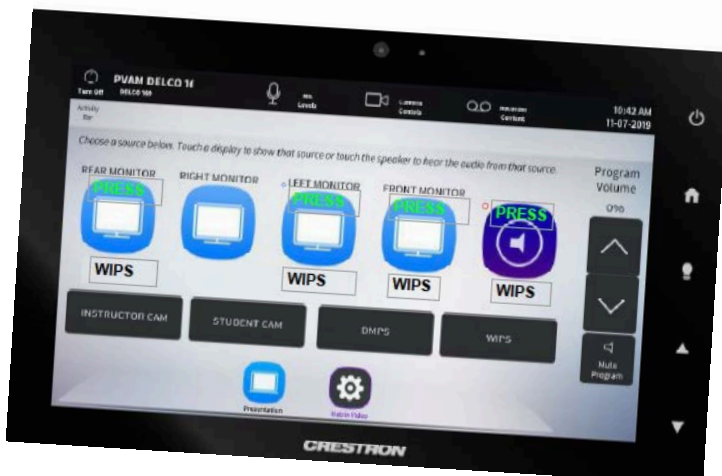 Turn Off
PVAM DELCO 16
DELCO 160
Mic
Levels
Camera
Controls
Content
10:42 AM
11-07-2019
Activity
Choose a source below. Touch a display to show that source or touch the speaker to hear the audio from that source.
REAR MONITOR
RIGHT MONITOR
LEFT MONITOR
FRONT MONITOR
Program
Volume
0%
PRESS
PRESS
PRESS
PRESS
WIPS
WIPS
WIPS
WIPS
INSTRUCTOR CAM
STUDENT CAM
DMPS
WIPS
Mute
Program
Presentation
Matrix Video
CRESTRON